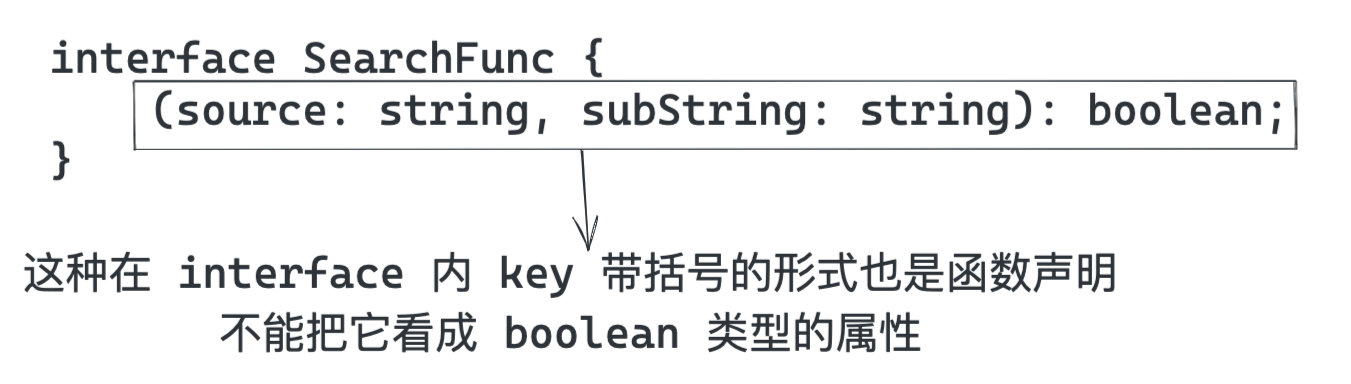 interface SearchFunc {
(source: string, subString: string): boolean;
}
这种在 interface 内 key 带括号的形式也是函数声明
不能把它看成 boolean 类型的属性